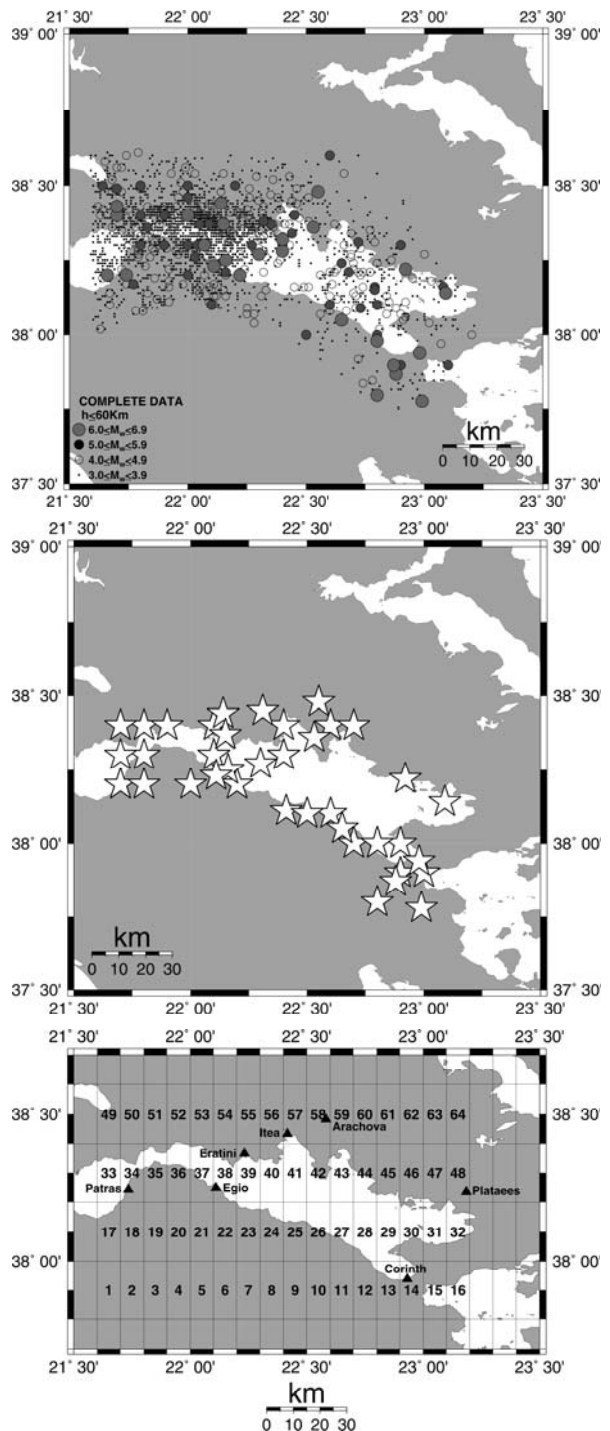 21˚ 30' 22˚ 00' 22˚ 30' 23˚ 00' 23˚ 30'
39˚ 00' 39˚ 00'
38˚ 30' 38˚ 30'
38˚ 00' 38˚ 00'
COMPLETE DATA
h≤60Km
6.0≤Mw≤6.9
5.0≤Mw≤5.9
4.0≤Mw≤4.9
3.0≤Mw≤3.9
km
0 10 20 30
37˚ 30' 37˚ 30'
21˚ 30' 22˚ 00' 22˚ 30' 23˚ 00' 23˚ 30'
39˚ 00' 39˚ 00'
38˚ 30' 38˚ 30'
38˚ 00' 38˚ 00'
km
0 10 20 30
37˚ 30' 37˚ 30'
21˚ 30' 22˚ 00' 22˚ 30' 23˚ 00' 23˚ 30'
21˚ 30' 22˚ 00' 22˚ 30' 23˚ 00' 23˚ 30'
38˚ 30' 49 50 51 52 53 54 55 56 57 58 59 60 61 62 63 64 38˚ 30'
Itea Arachova
Eratini
33 34 35 36 37 38 39 40 41 42 43 44 45 46 47 48
Patras Egio Plataees
17 18 19 20 21 22 23 24 25 26 27 28 29 30 31 32
38˚ 00' 38˚ 00'
Corinth
1 2 3 4 5 6 7 8 9 10 11 12 13 14 15 16
21˚ 30' 22˚ 00' 22˚ 30' 23˚ 00' 23˚ 30'
km
0 10 20 30